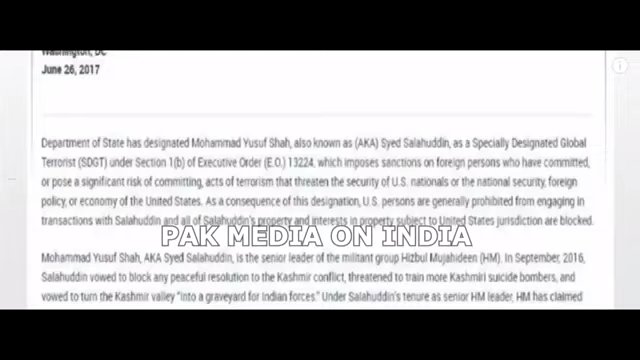 Washington, DC
June 26, 2017
Department of State has designated Mohammad Yusuf Shah, also known as (AKA) Syed Salahuddin, as a Specially Designated Global
Terrorist (SDGT) under Section 1(b) of Executive Order (E.O.) 13224, which imposes sanctions on foreign persons who have committed,
or pose a significant risk of committing, acts of terrorism that threaten the security of U.S. nationals or the national security, foreign
policy, or economy of the United States. As a consequence of this designation, U.S. persons are generally prohibited from engaging in
transactions with Salahuddin and all of Salahuddin's property and interests in property subject to United States jurisdiction are blocked.
PAK MEDIA ON INDIA
Mohammad Yusuf Shah, AKA Syed Salahuddin, is the senior leader of the militant group Hizbul Mujahideen (HM). In September, 2016,
Salahuddin vowed to block any peaceful resolution to the Kashmir conflict, threatened to train more Kashmiri suicide bombers, and
vowed to turn the Kashmir valley "into a graveyard for Indian forces." Under Salahuddin's tenure as senior HM leader, HM has claimed